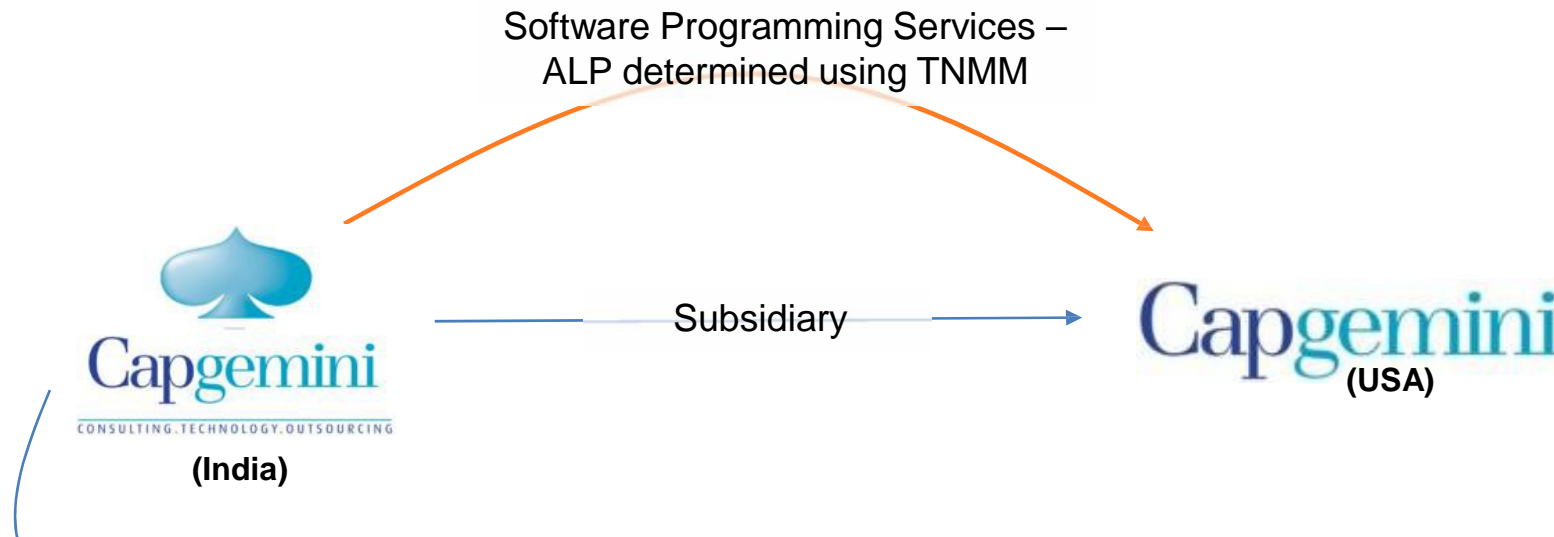 Software Programming Services –
ALP determined using TNMM
Subsidiary
Capgemini
CONSULTING.TECHNOLOGY.OUTSOURCING
(India)
Capgemini
(USA)